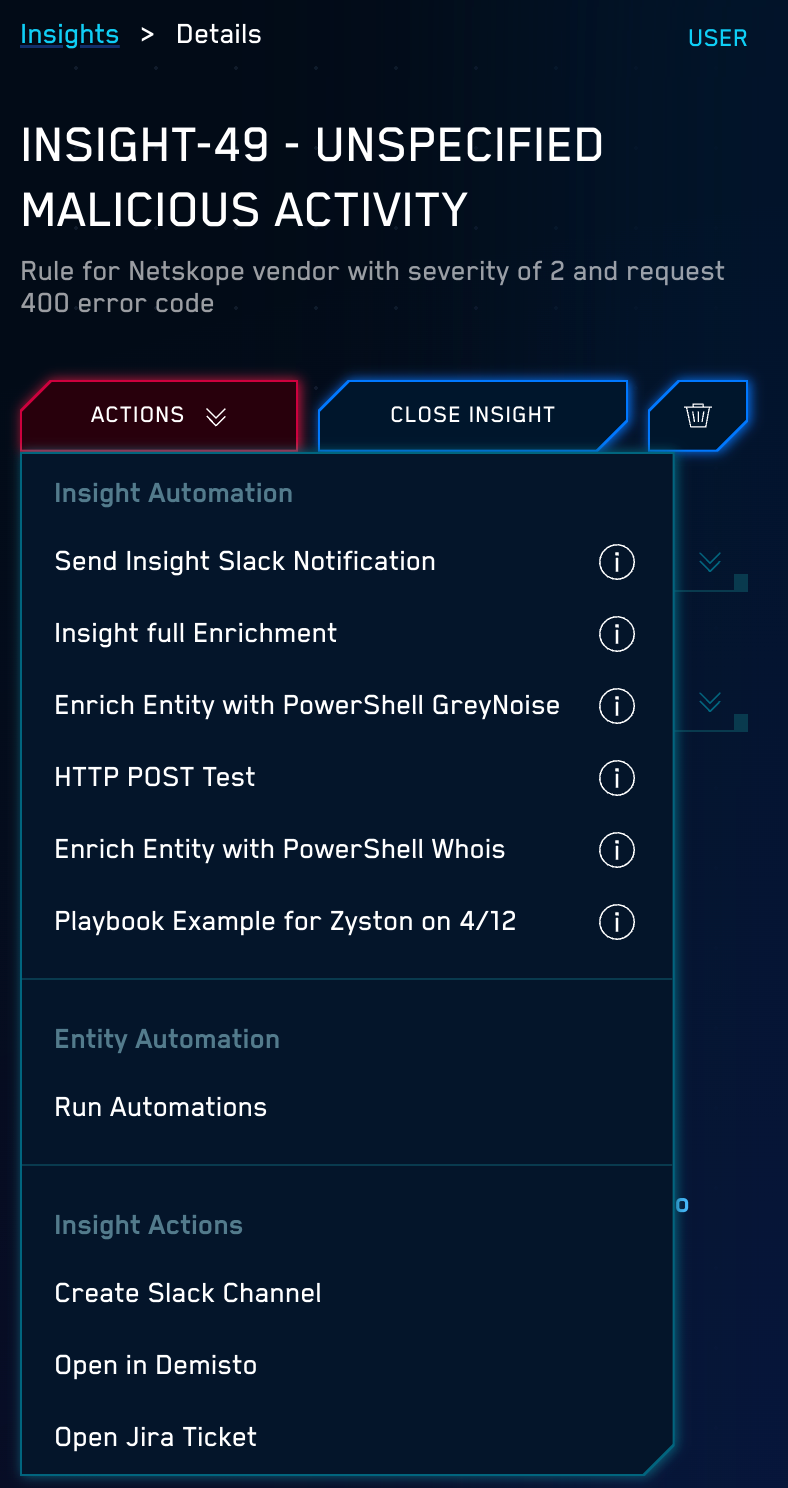 Insights > Details USER
INSIGHT-49 - UNSPECIFIED
MALICIOUS ACTIVITY
Rule for Netskope vendor with severity of 2 and request
400 error code
ACTIONS CLOSE INSIGHT
Insight Automation
Send Insight Slack Notification
Insight full Enrichment
Enrich Entity with PowerShell GreyNoise
HTTP POST Test
Enrich Entity with PowerShell Whois
Playbook Example for Zyston on 4/12
Entity Automation
Run Automations
Insight Actions
o
Create Slack Channel
Open in Demisto
Open Jira Ticket